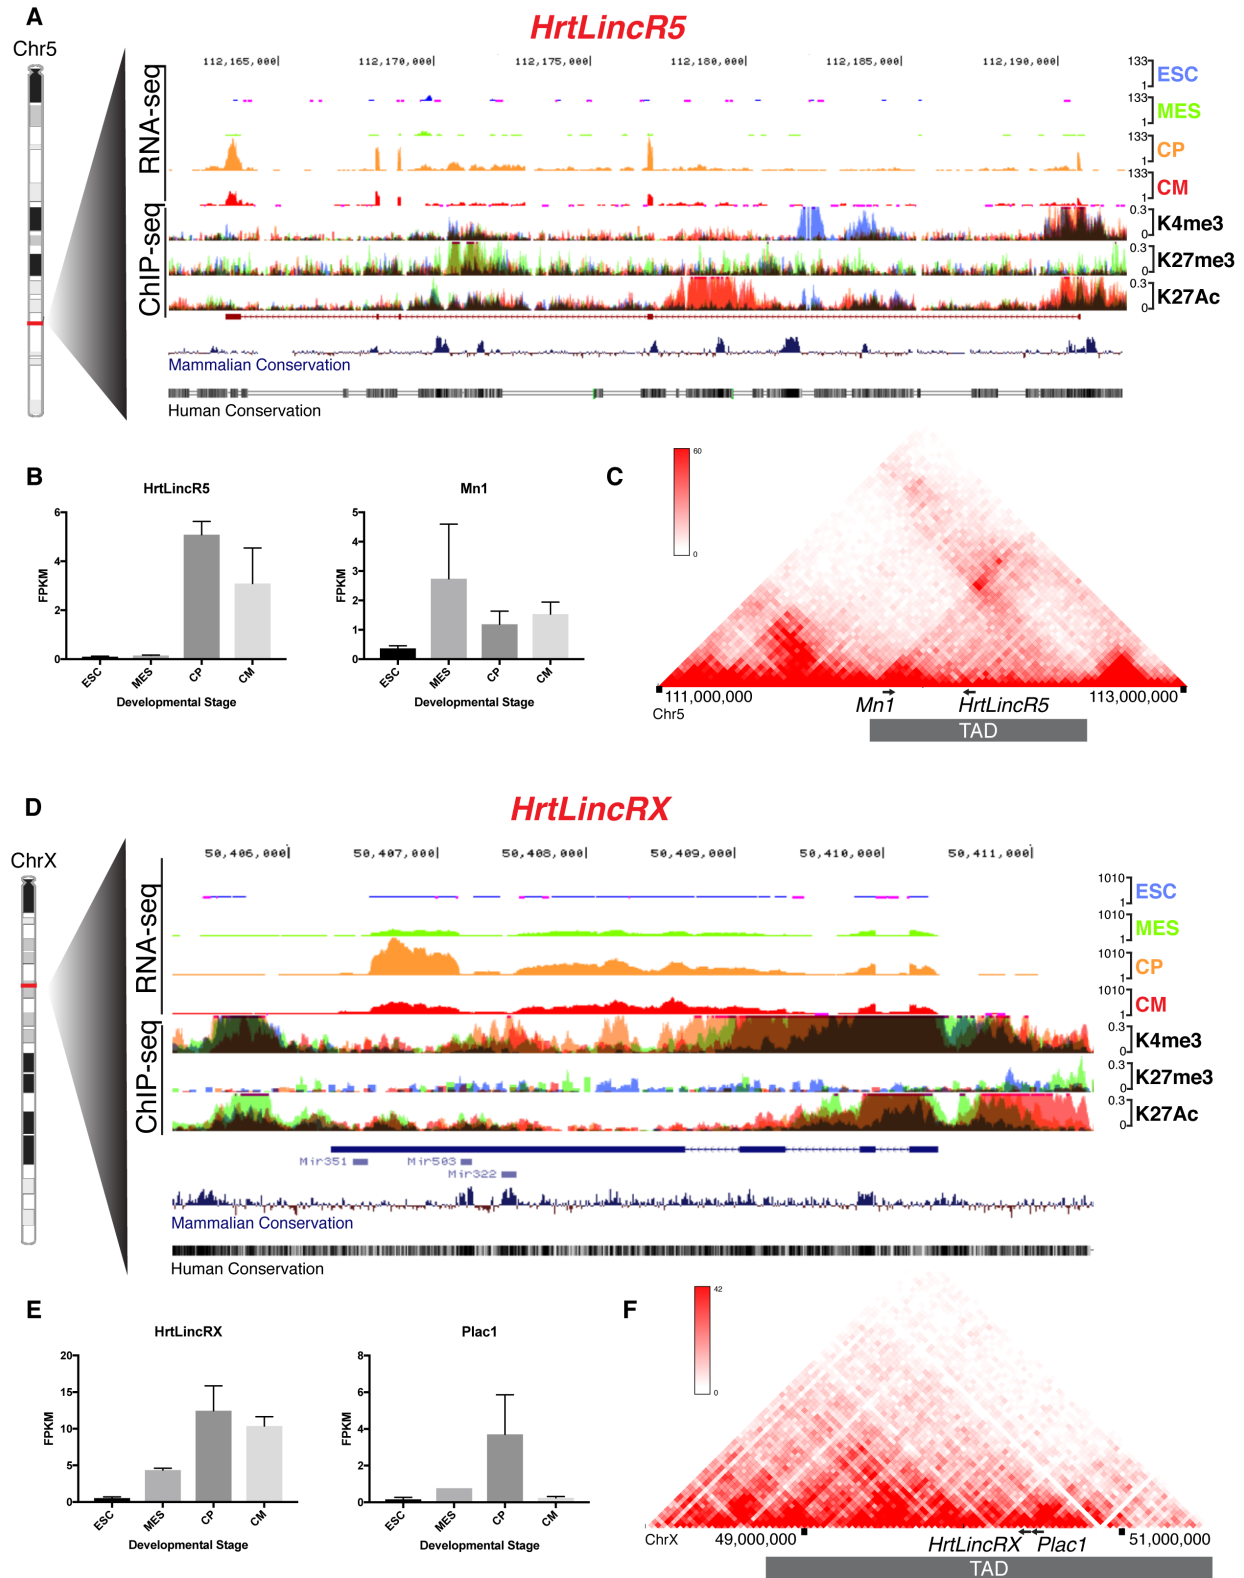 A
HrtLincR5
Chr5
112,165,000 112,170,000 112,175,000 112,180,000 112,185,000 112,190,000
RNA-seq
133 1 ESC
133 1 MES
133 1 CP
133 1 CM
ChIP-seq
0.3 0 K4me3
0.3 0 K27me3
0.3 0 K27Ac
Mammalian Conservation
Human Conservation
B
HrtLincR5
FPKM
6
4
2
0
ESC MES CP CM
Developmental Stage
Mn1
FPKM
6
5
4
3
2
1
0
ESC MES CP CM
Developmental Stage
C
60
0
111,000,000 Mn1 HrtLincR5 113,000,000
Chr5
TAD
D
HrtLincRX
ChrX
50,406,000 50,407,000 50,408,000 50,409,000 50,410,000 50,411,000
RNA-seq
1010 1 ESC
1010 1 MES
1010 1 CP
1010 1 CM
ChIP-seq
0.3 0 K4me3
0.3 0 K27me3
0.3 0 K27Ac
Mir351 Mir503
Mir322
Mammalian Conservation
Human Conservation
E
HrtLincRX
FPKM
20
15
10
5
0
ESC MES CP CM
Developmental Stage
Plac1
FPKM
8
6
4
2
0
ESC MES CP CM
Developmental Stage
F
42
0
ChrX 49,000,000 HrtLincRX Plac1 51,000,000
TAD